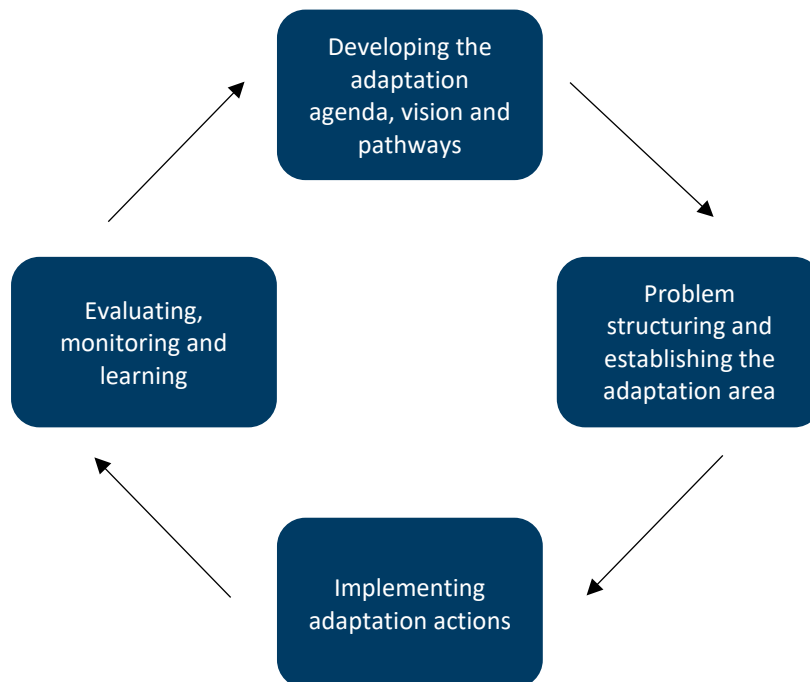 Developing the
adaptation
agenda, vision and
pathways
Problem
structuring and
establishing the
adaptation area
Implementing
adaptation actions
Evaluating,
monitoring and
learning